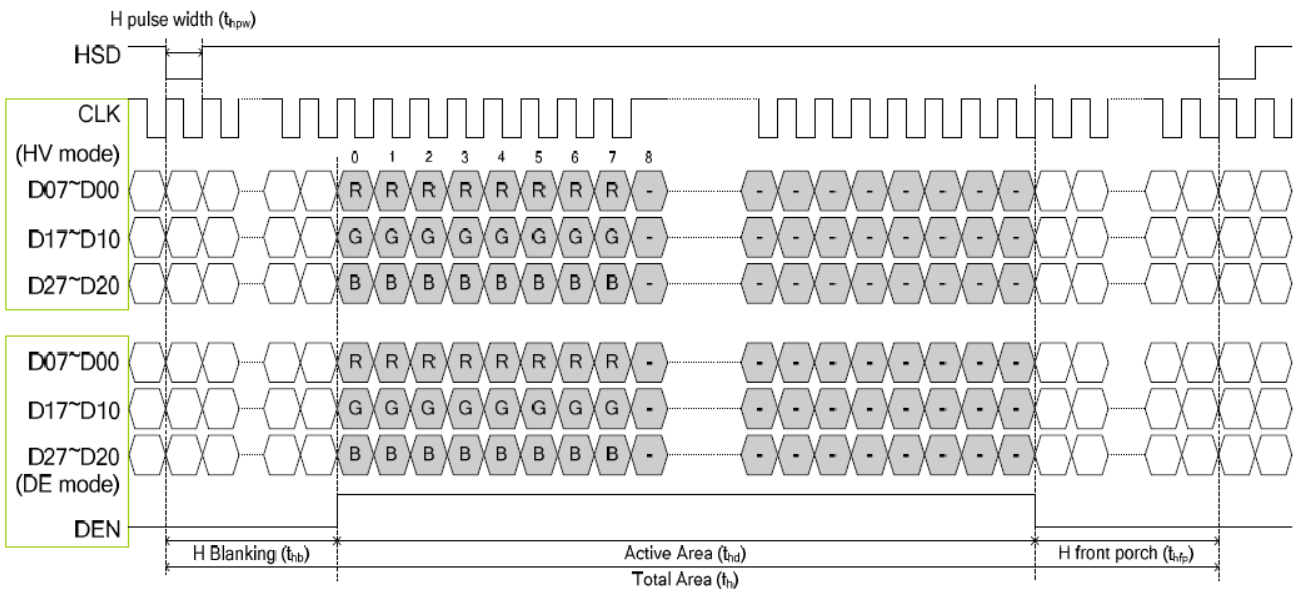 H pulse width (thpw)
HSD
CLK
(HV mode)
0 1 2 3 4 5 6 7 8
D07~D00 R R R R R R R R - - - - - - - - -
D17~D10 G G G G G G G G - - - - - - - - -
D27~D20 B B B B B B B B - - - - - - - - -
D07~D00 R R R R R R R R - - - - - - - - -
D17~D10 G G G G G G G G - - - - - - - - -
D27~D20 B B B B B B B B - - - - - - - - -
(DE mode)
DEN
H Blanking (thb) Active Area (thd) H front porch (thfp)
Total Area (th)